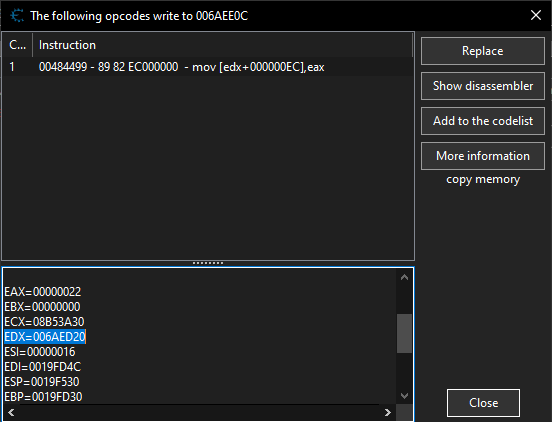 The following opcodes write to 006AEE0C
C... Instruction
1 00484499 - 89 82 EC000000 - mov [edx+000000EC],eax
Replace
Show disassembler
Add to the codelist
More information
copy memory
EAX=00000022
EBX=00000000
ECX=08B53A30
EDX=006AED20
ESI=00000016
EDI=0019FD4C
ESP=0019F530
EBP=0019FD30
Close